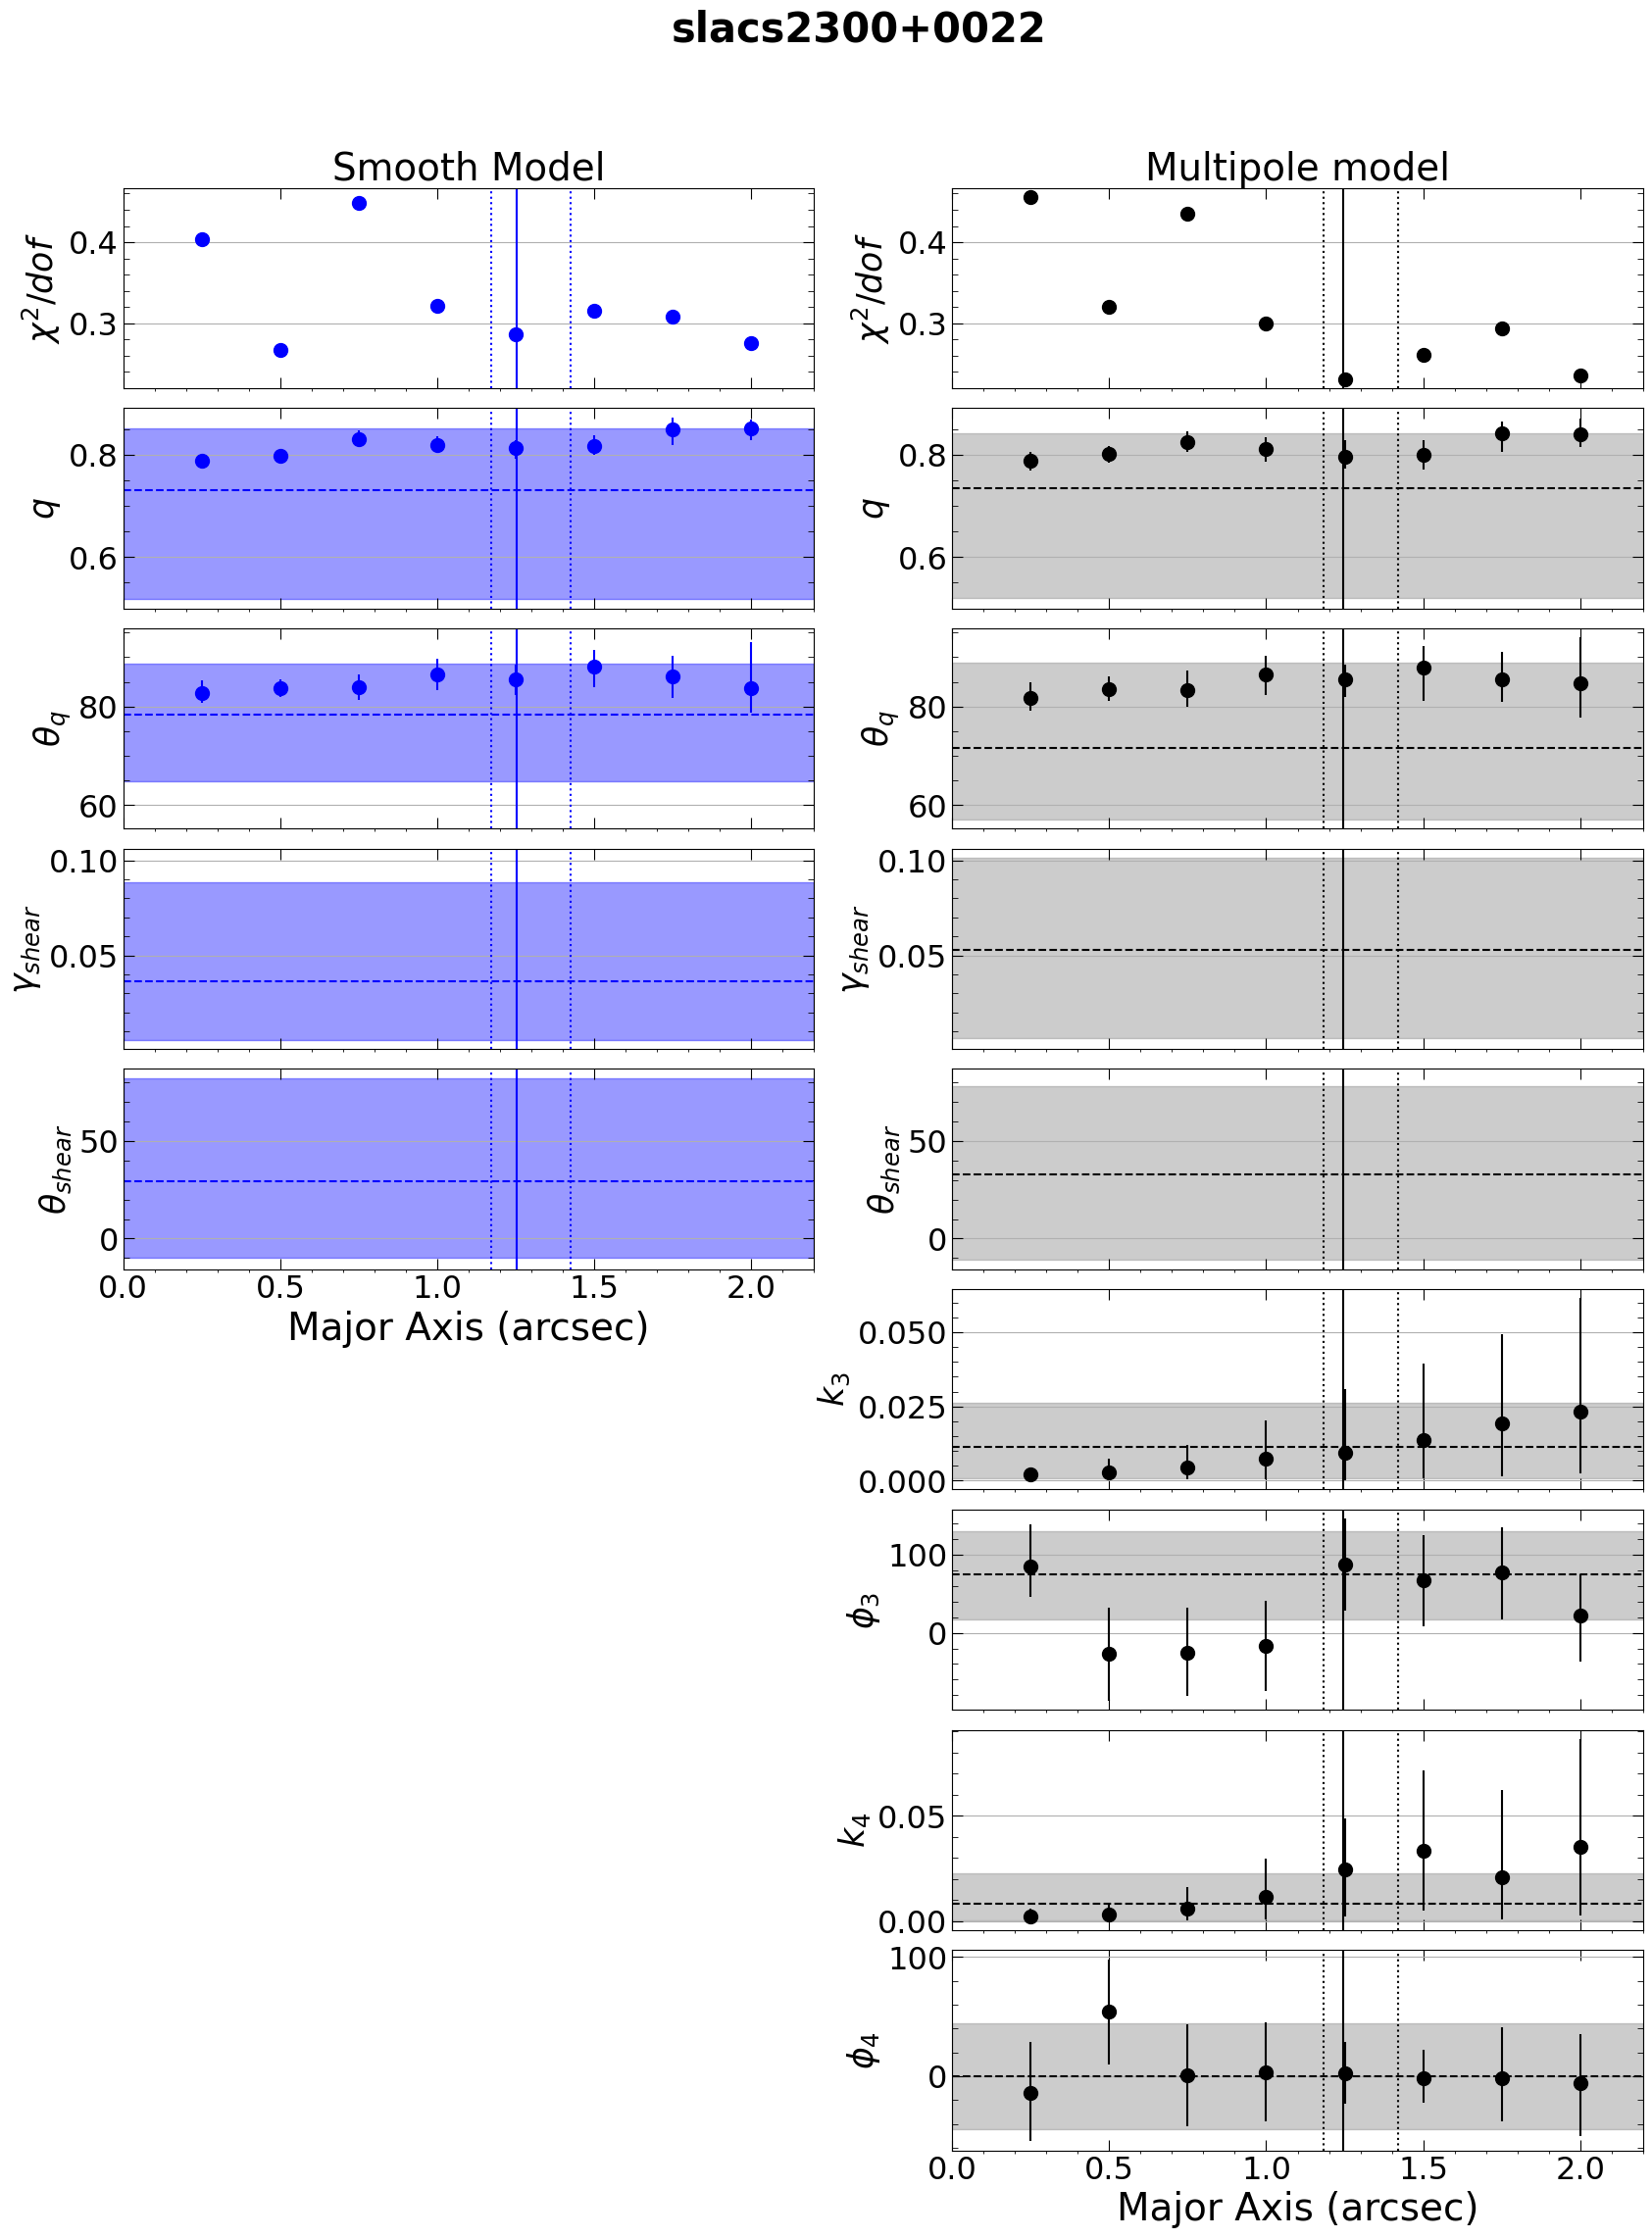 slacs2300+0022
Smooth Model
Multipole model
χ²/dof
0.4
0.3
χ²/dof
0.4
0.3
q
0.8
0.6
q
0.8
0.6
θq
80
60
θq
80
60
γshear
0.10
0.05
γshear
0.10
0.05
θshear
50
0
θshear
50
0
0.0 0.5 1.0 1.5 2.0
Major Axis (arcsec)
k₃
0.050
0.025
0.000
ϕ₃
100
0
k₄
0.05
0.00
ϕ₄
100
0
0.0 0.5 1.0 1.5 2.0
Major Axis (arcsec)